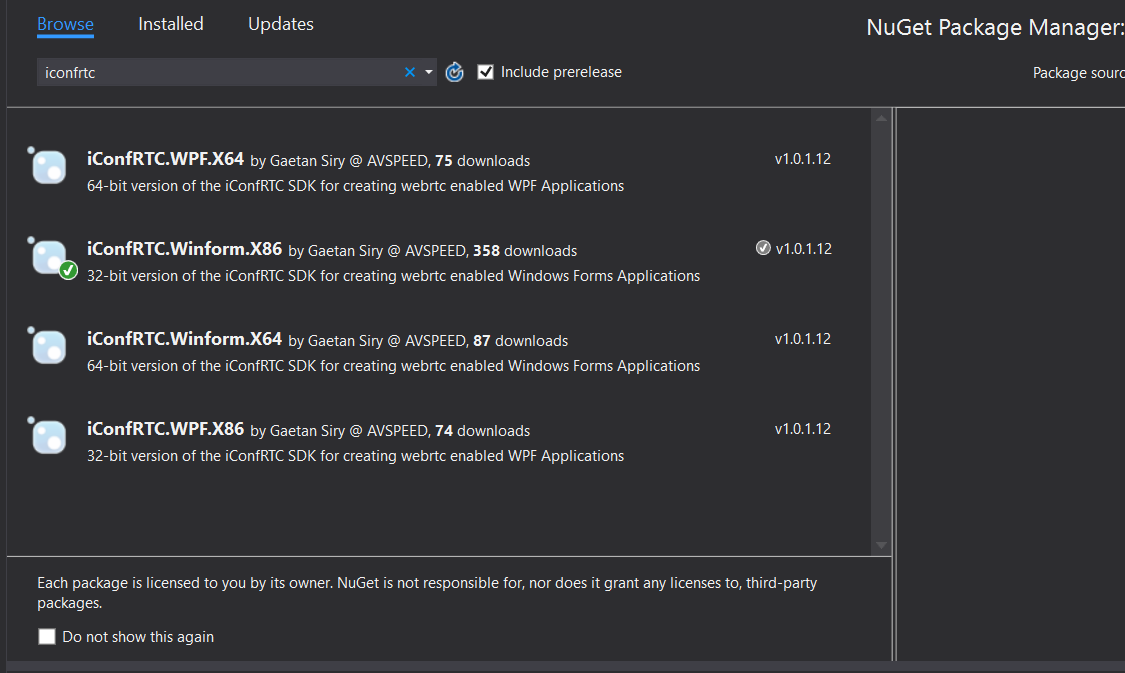 Browse Installed Updates
NuGet Package Manager:
iconfrtc
Include prerelease
Package sourc
iConfRTC.WPF.X64 by Gaetan Siry @ AVSPEED, 75 downloads v1.0.1.12
64-bit version of the iConfRTC SDK for creating webrtc enabled WPF Applications
iConfRTC.Winform.X86 by Gaetan Siry @ AVSPEED, 358 downloads v1.0.1.12
32-bit version of the iConfRTC SDK for creating webrtc enabled Windows Forms Applications
iConfRTC.Winform.X64 by Gaetan Siry @ AVSPEED, 87 downloads v1.0.1.12
64-bit version of the iConfRTC SDK for creating webrtc enabled Windows Forms Applications
iConfRTC.WPF.X86 by Gaetan Siry @ AVSPEED, 74 downloads v1.0.1.12
32-bit version of the iConfRTC SDK for creating webrtc enabled WPF Applications
Each package is licensed to you by its owner. NuGet is not responsible for, nor does it grant any licenses to, third-party
packages.
Do not show this again